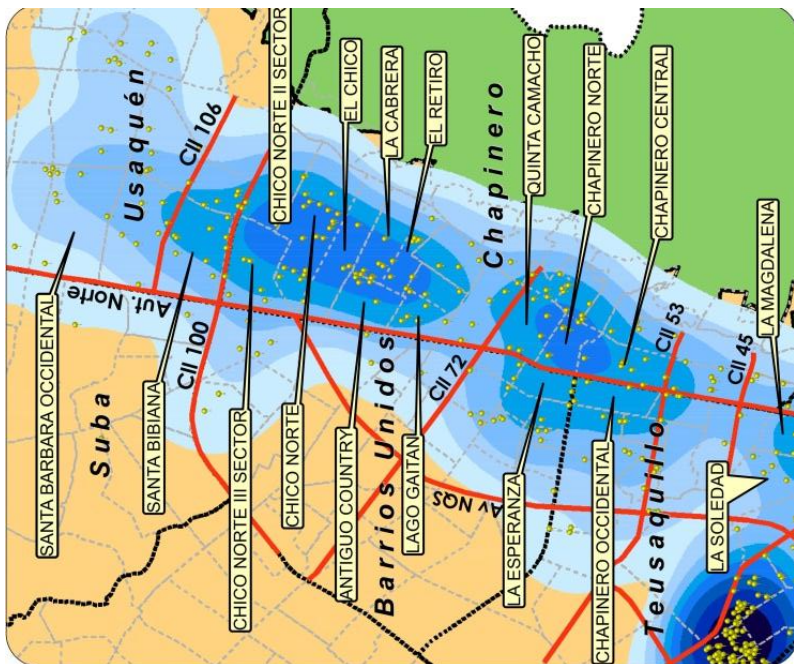 Usaquén
Cll 106
CHICO NORTE II SECTOR
EL CHICO
LA CABRERA
EL RETIRO
Chapinero
QUINTA CAMACHO
CHAPINERO NORTE
CHAPINERO CENTRAL
LA MAGDALENA
SANTA BARBARA OCCIDENTAL
Aut. Norte
Suba
SANTA BIBIANA
Cll 100
CHICO NORTE III SECTOR
CHICO NORTE
ANTIGUO COUNTRY
Barrios Unidos
LAGO GAITAN
Cll 72
Av NQS
LA ESPERANZA
CHAPINERO OCCIDENTAL
Teusaquillo
Cll 53
Cll 45
LA SOLEDAD